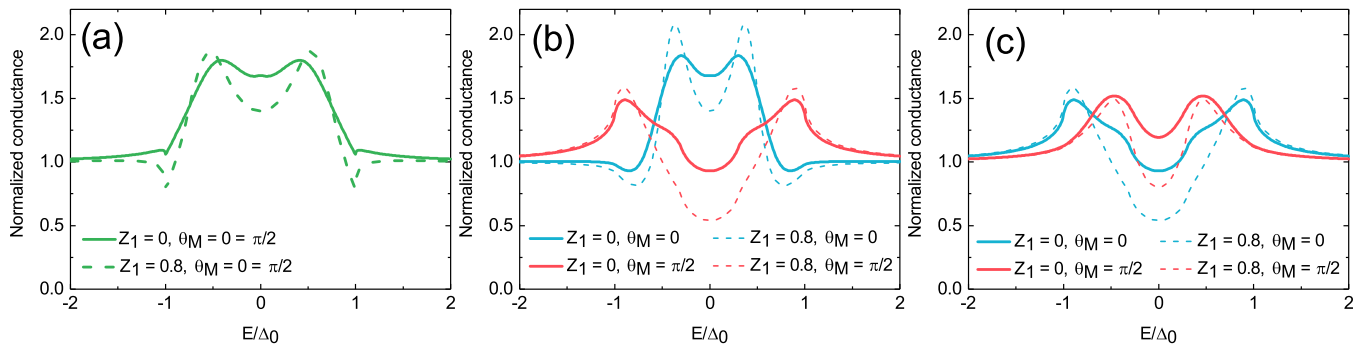 (a)
Normalized conductance
2.0
1.5
1.0
0.5
0.0
Z1 = 0, θM = 0 = π/2
Z1 = 0.8, θM = 0 = π/2
-2 -1 0 1 2
E/Δ0
(b)
Normalized conductance
2.0
1.5
1.0
0.5
0.0
Z1 = 0, θM = 0 Z1 = 0.8, θM = 0
Z1 = 0, θM = π/2 Z1 = 0.8, θM = π/2
-2 -1 0 1 2
E/Δ0
(c)
Normalized conductance
2.0
1.5
1.0
0.5
0.0
Z1 = 0, θM = 0 Z1 = 0.8, θM = 0
Z1 = 0, θM = π/2 Z1 = 0.8, θM = π/2
-2 -1 0 1 2
E/Δ0